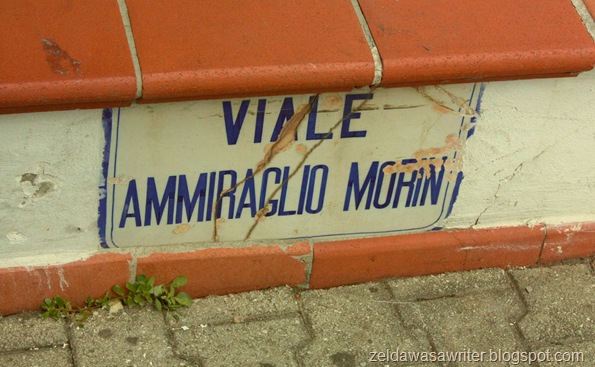 VIALE
AMMIRAGLIO MORIN
zeldawasawriter.blogspot.com